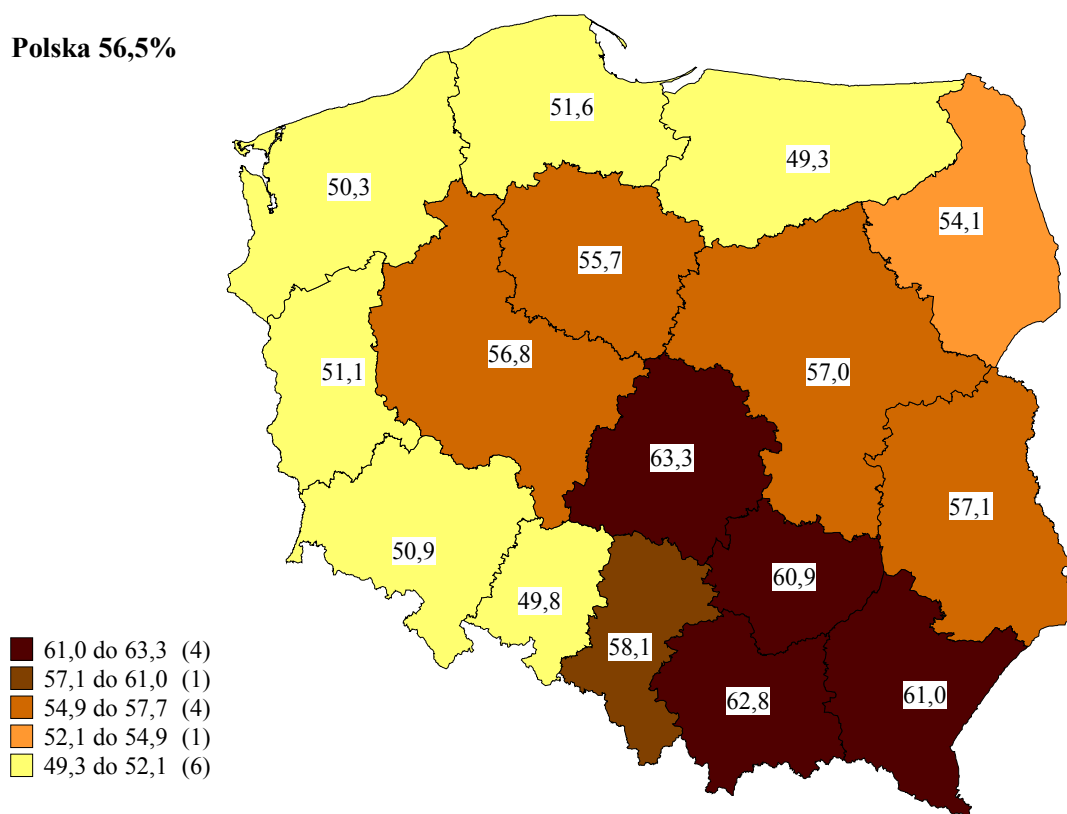 Polska 56,5%
51,6
49,3
50,3
54,1
55,7
56,8
57,0
51,1
63,3
57,1
50,9
60,9
49,8
58,1
62,8
61,0
61,0 do 63,3 (4)
57,1 do 61,0 (1)
54,9 do 57,7 (4)
52,1 do 54,9 (1)
49,3 do 52,1 (6)